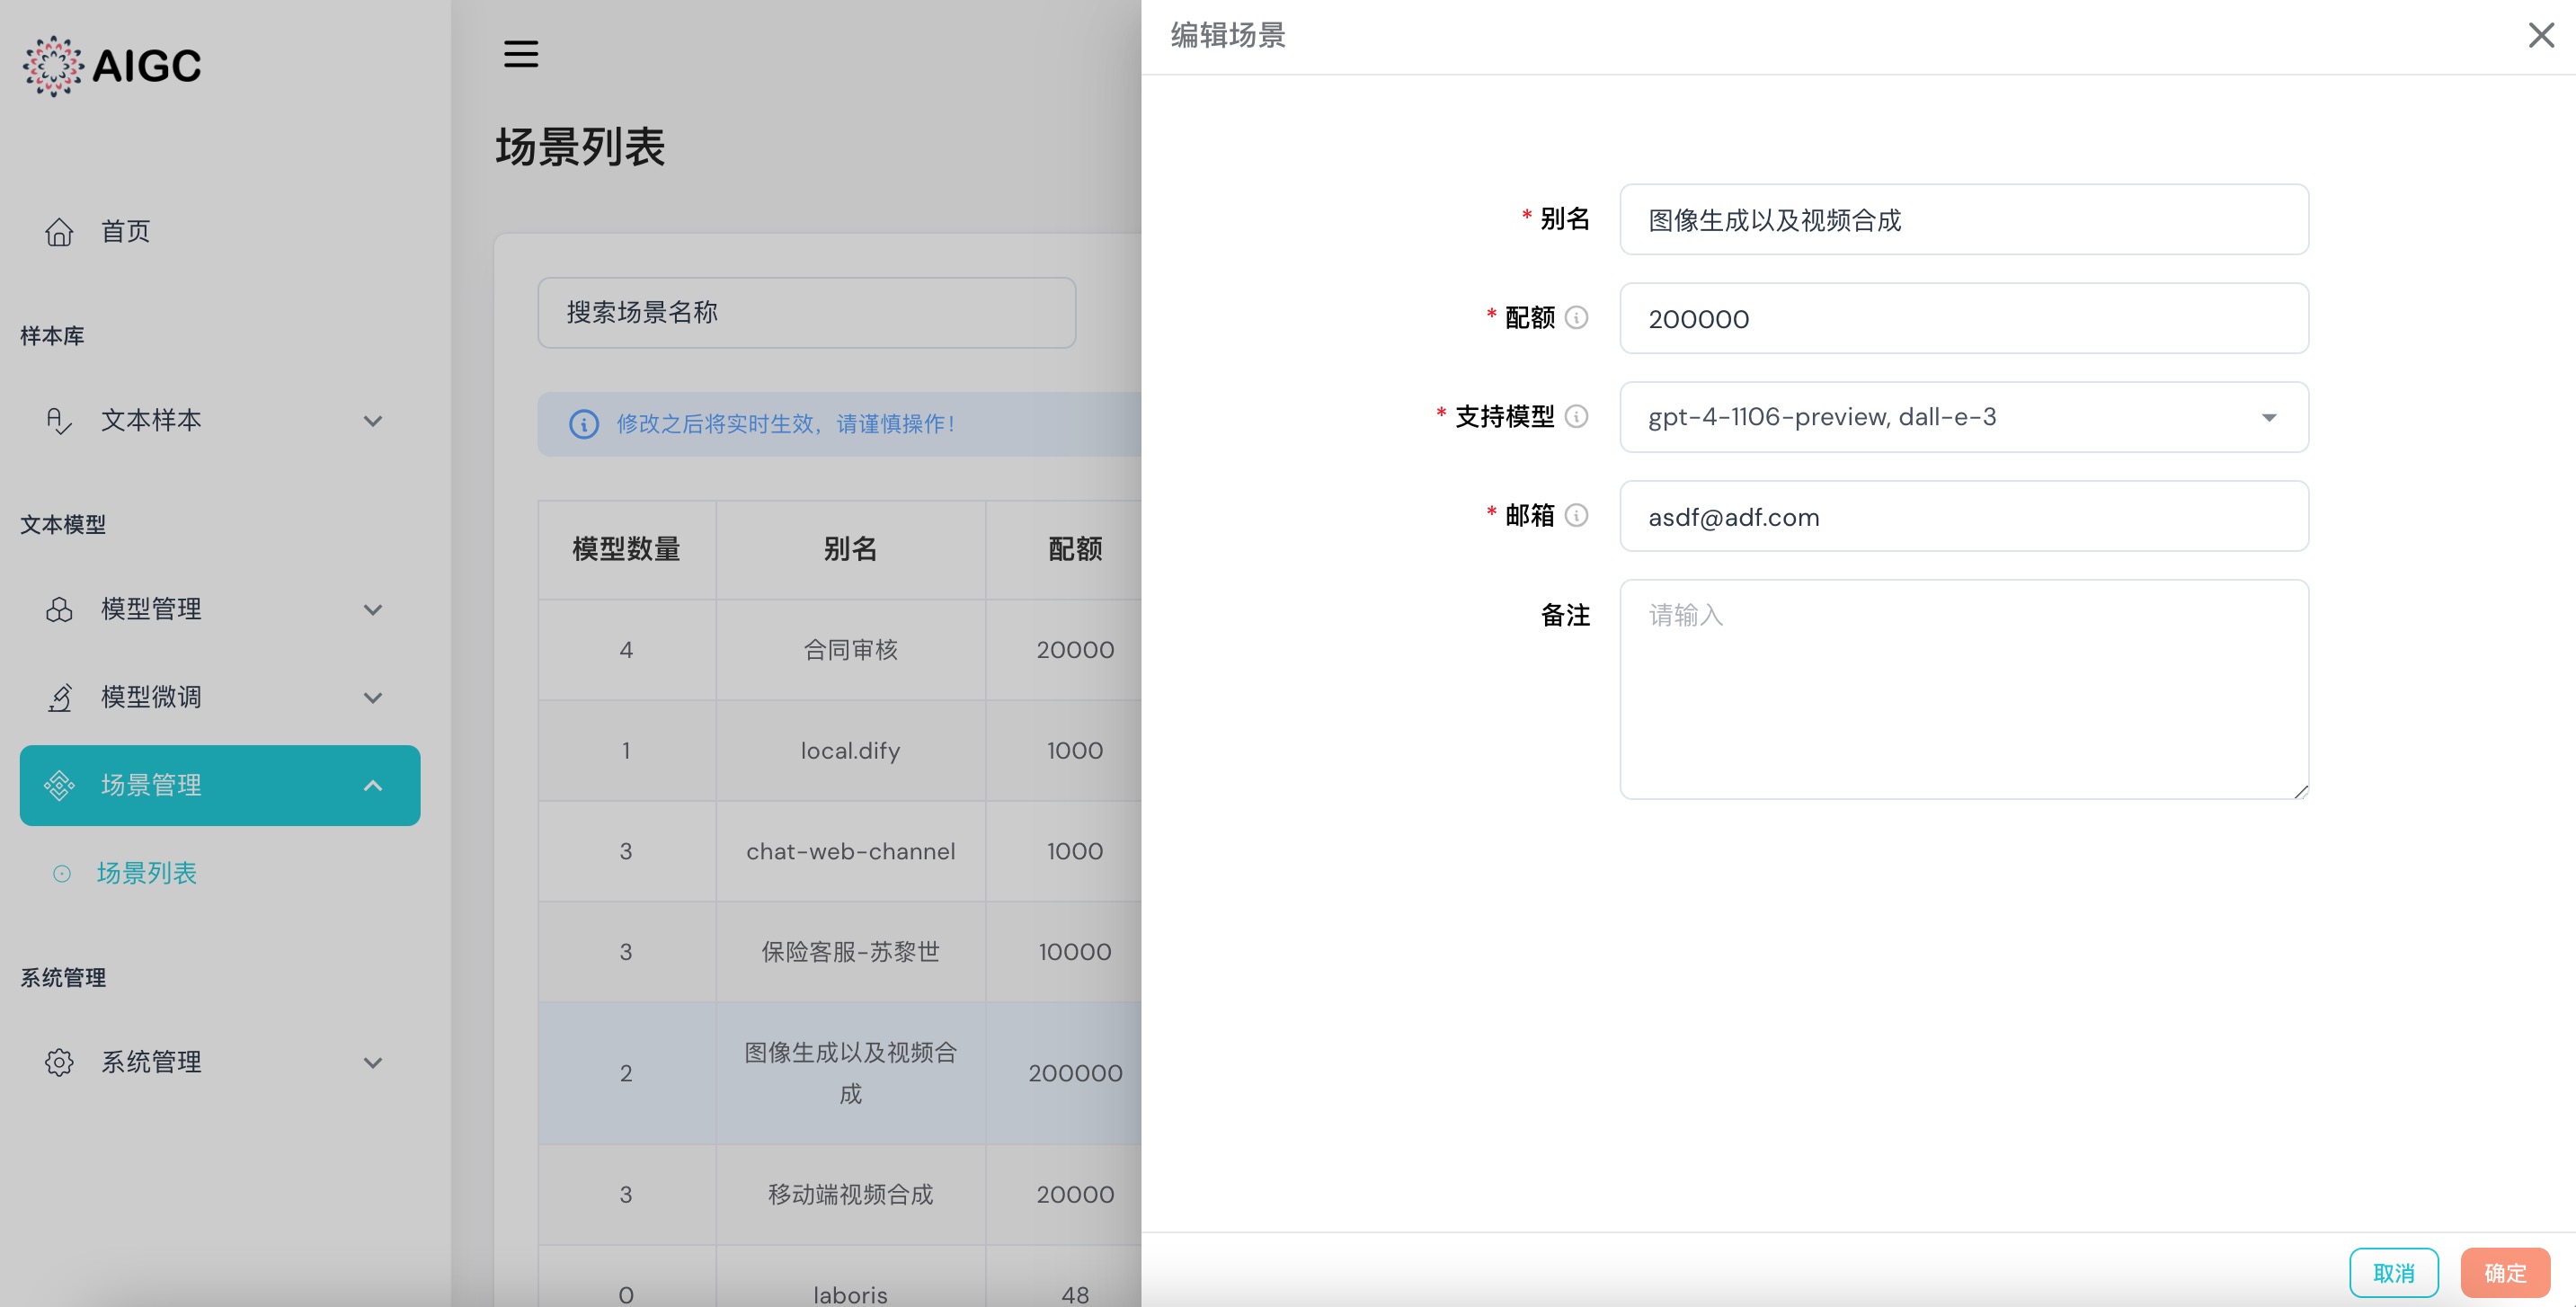 AIGC
首页
样本库
文本样本
文本模型
模型管理
模型微调
场景管理
场景列表
系统管理
系统管理
场景列表
搜索场景名称
修改之后将实时生效，请谨慎操作！
模型数量 别名 配额
4 合同审核 20000
1 local.dify 1000
3 chat-web-channel 1000
3 保险客服-苏黎世 10000
2 图像生成以及视频合 200000
成
3 移动端视频合成 20000
0 laboris 48
编辑场景
* 别名 图像生成以及视频合成
* 配额 200000
* 支持模型 gpt-4-1106-preview, dall-e-3
* 邮箱 asdf@adf.com
备注 请输入
取消 确定